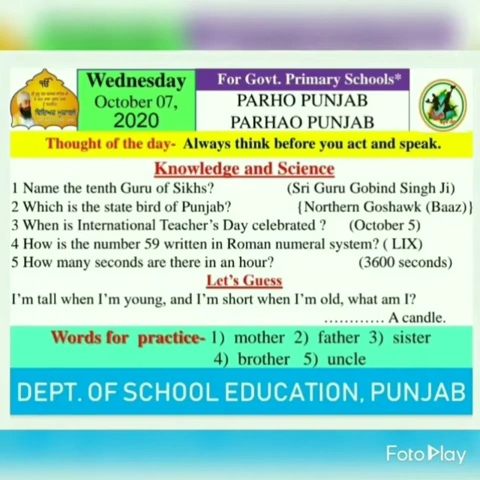 Wednesday
October 07,
2020
For Govt. Primary Schools*
PARHO PUNJAB
PARHAO PUNJAB
Thought of the day- Always think before you act and speak.
Knowledge and Science
1 Name the tenth Guru of Sikhs? (Sri Guru Gobind Singh Ji)
2 Which is the state bird of Punjab? {Northern Goshawk (Baaz)}
3 When is International Teacher's Day celebrated ? (October 5)
4 How is the number 59 written in Roman numeral system? ( LIX)
5 How many seconds are there in an hour? (3600 seconds)
Let's Guess
I'm tall when I'm young, and I'm short when I'm old, what am I?
............ A candle.
Words for practice- 1) mother 2) father 3) sister
4) brother 5) uncle
DEPT. OF SCHOOL EDUCATION, PUNJAB
FotoPlay